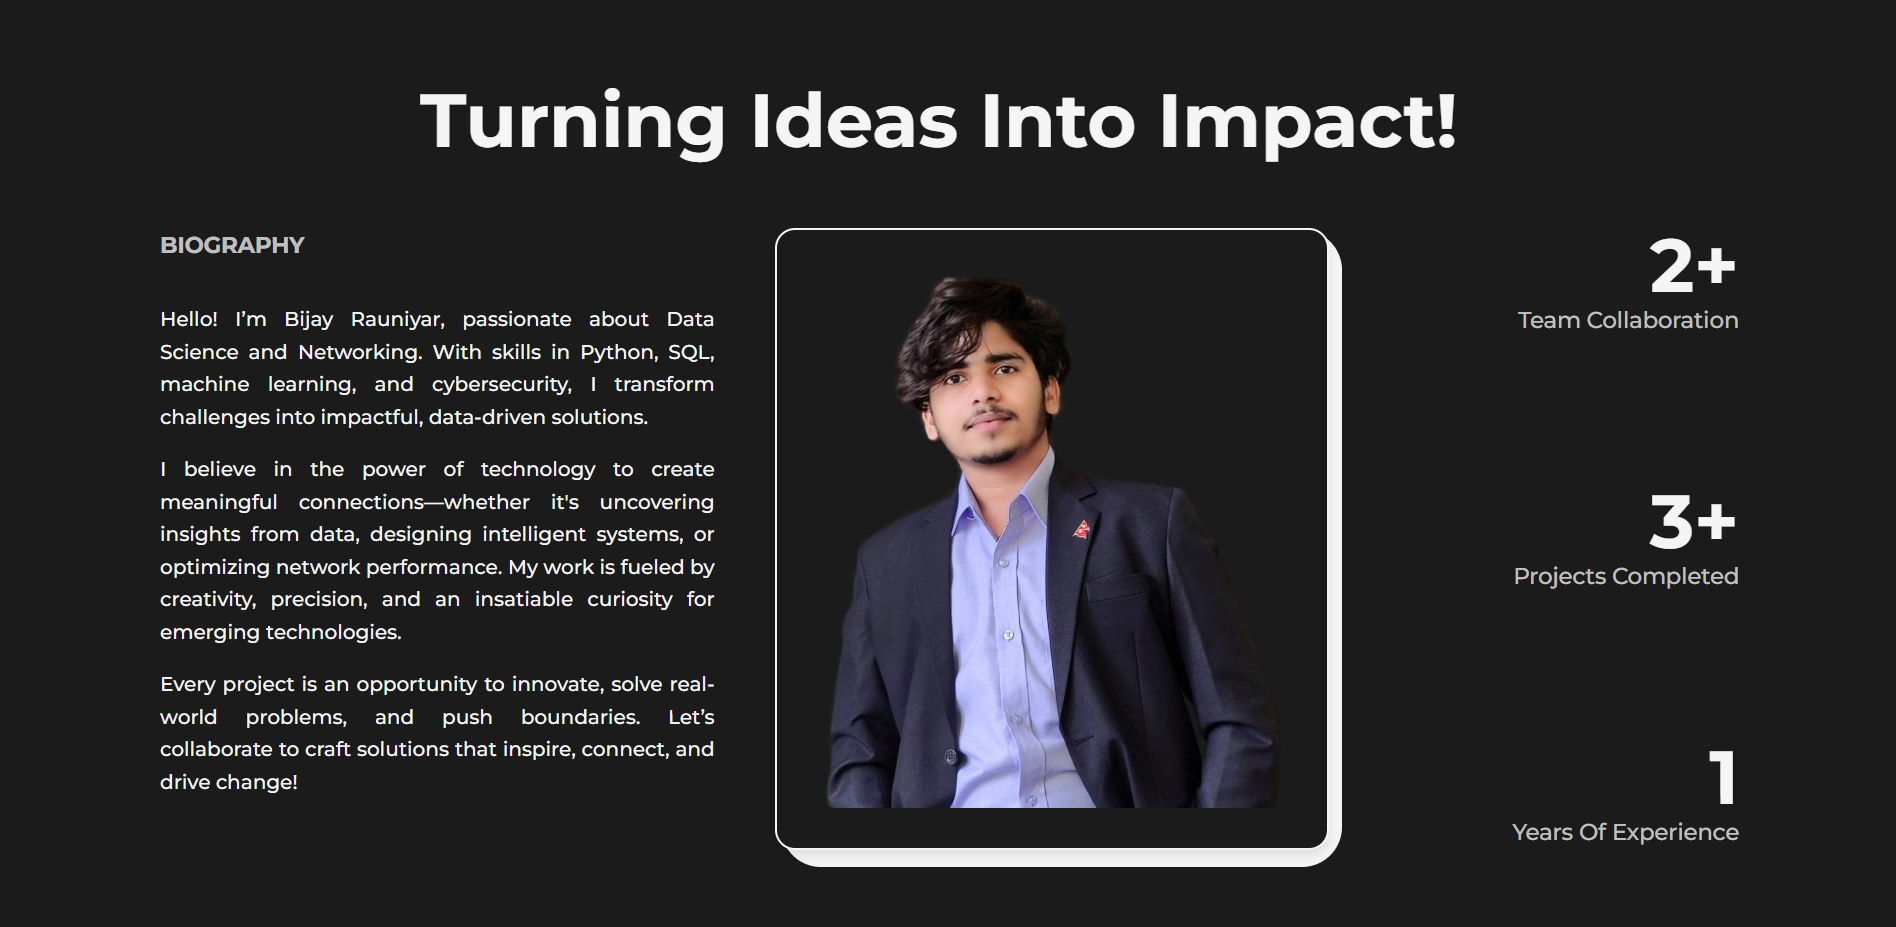 Turning Ideas Into Impact!
BIOGRAPHY
Hello! I’m Bijay Rauniyar, passionate about Data
Science and Networking. With skills in Python, SQL,
machine learning, and cybersecurity, I transform
challenges into impactful, data-driven solutions.
I believe in the power of technology to create
meaningful connections—whether it's uncovering
insights from data, designing intelligent systems, or
optimizing network performance. My work is fueled by
creativity, precision, and an insatiable curiosity for
emerging technologies.
Every project is an opportunity to innovate, solve real-
world problems, and push boundaries. Let’s
collaborate to craft solutions that inspire, connect, and
drive change!
2+
Team Collaboration
3+
Projects Completed
1
Years Of Experience